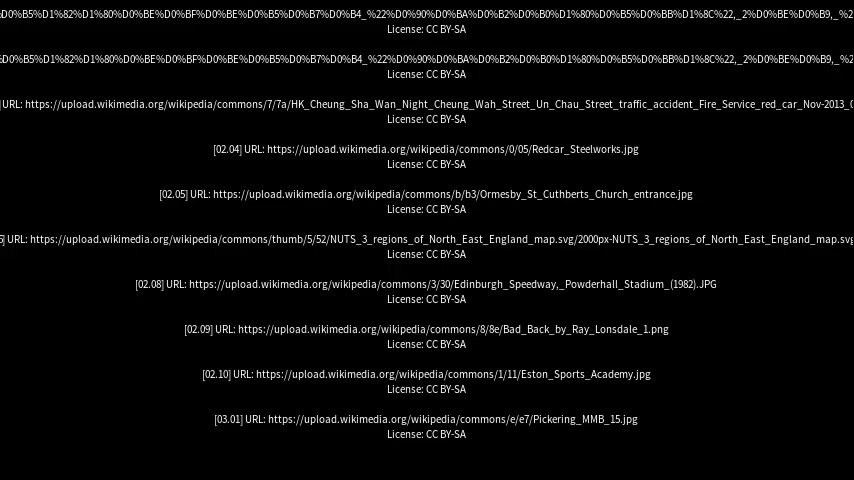 D0%B5%D1%82%D1%80%D0%BE%D0%BF%D0%BE%D0%B5%D0%B7%D0%B4_%22%D0%90%D0%BA%D0%B2%D0%B0%D1%80%D0%B5%D0%BB%D1%8C%22,_2%D0%BE%D0%B9,_%2
License: CC BY-SA
D0%B5%D1%82%D1%80%D0%BE%D0%BF%D0%BE%D0%B5%D0%B7%D0%B4_%22%D0%90%D0%BA%D0%B2%D0%B0%D1%80%D0%B5%D0%BB%D1%8C%22,_2%D0%BE%D0%B9,_%2
License: CC BY-SA
] URL: https://upload.wikimedia.org/wikipedia/commons/7/7a/HK_Cheung_Sha_Wan_Night_Cheung_Wah_Street_Un_Chau_Street_traffic_accident_Fire_Service_red_car_Nov-2013_0
License: CC BY-SA
[02.04] URL: https://upload.wikimedia.org/wikipedia/commons/0/05/Redcar_Steelworks.jpg
License: CC BY-SA
[02.05] URL: https://upload.wikimedia.org/wikipedia/commons/b/b3/Ormesby_St_Cuthberts_Church_entrance.jpg
License: CC BY-SA
] URL: https://upload.wikimedia.org/wikipedia/commons/thumb/5/52/NUTS_3_regions_of_North_East_England_map.svg/2000px-NUTS_3_regions_of_North_East_England_map.svg
License: CC BY-SA
[02.08] URL: https://upload.wikimedia.org/wikipedia/commons/3/30/Edinburgh_Speedway,_Powderhall_Stadium_(1982).JPG
License: CC BY-SA
[02.09] URL: https://upload.wikimedia.org/wikipedia/commons/8/8e/Bad_Back_by_Ray_Lonsdale_1.png
License: CC BY-SA
[02.10] URL: https://upload.wikimedia.org/wikipedia/commons/1/11/Eston_Sports_Academy.jpg
License: CC BY-SA
[03.01] URL: https://upload.wikimedia.org/wikipedia/commons/e/e7/Pickering_MMB_15.jpg
License: CC BY-SA